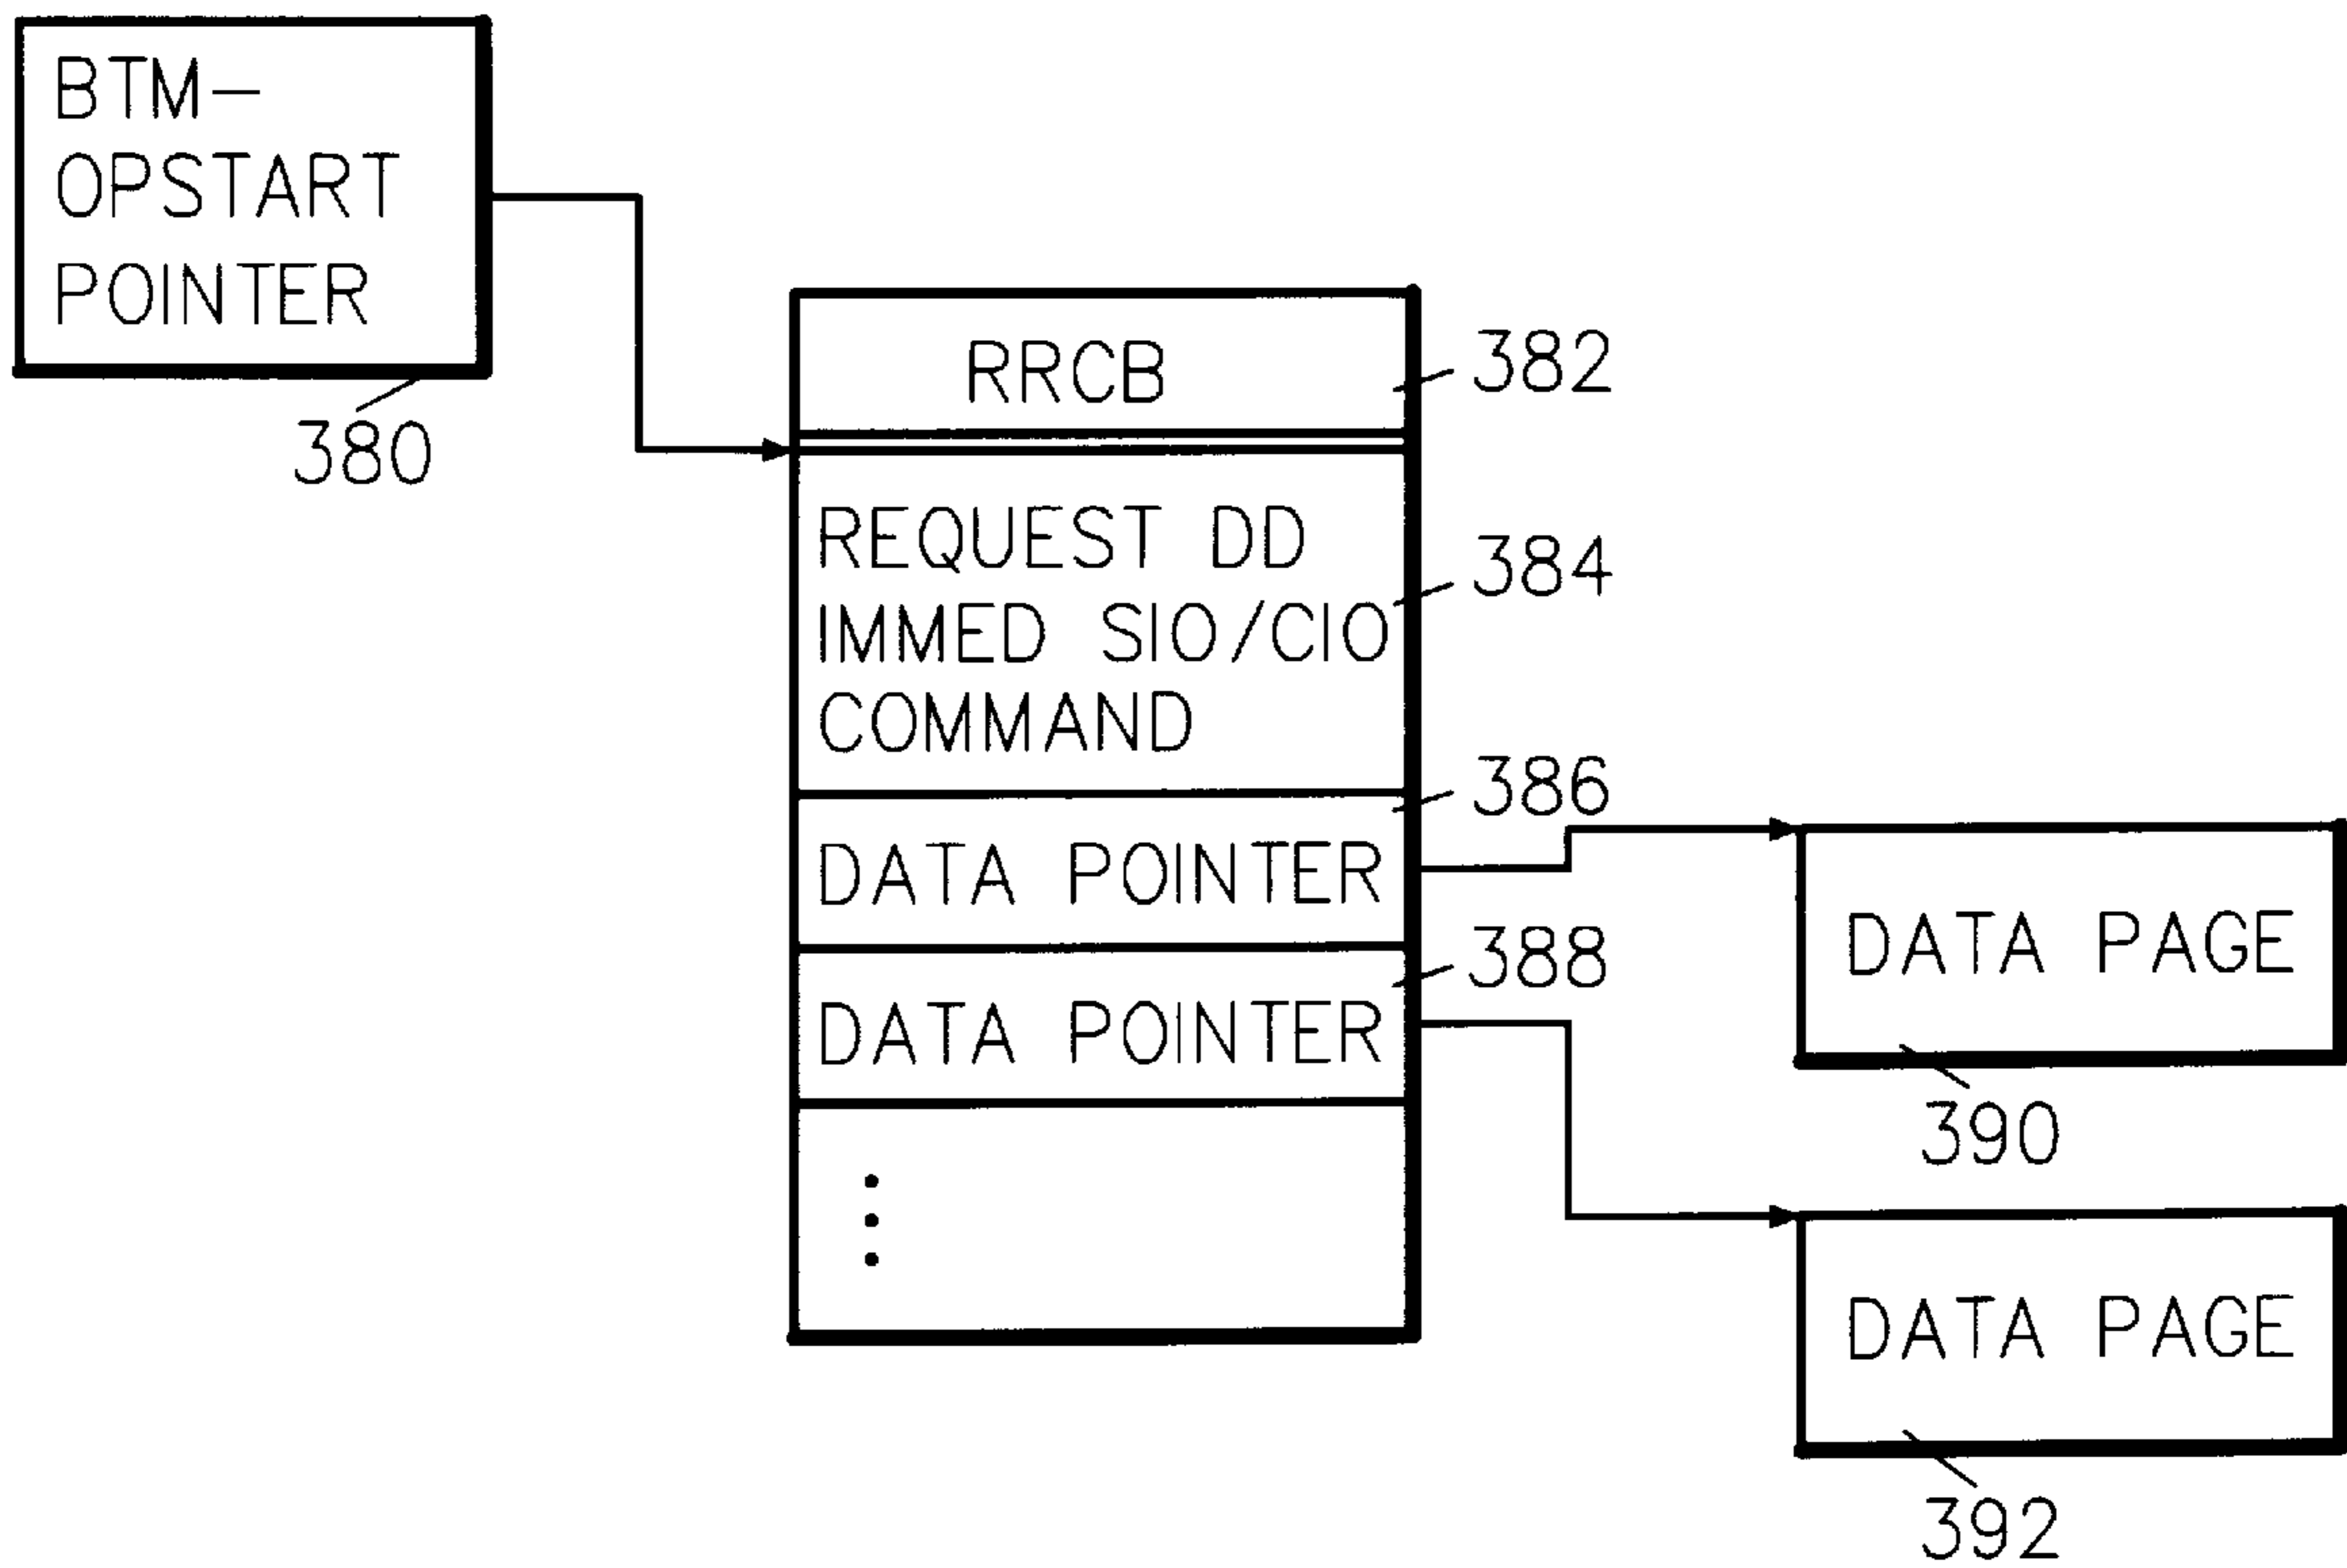 BTM-
OPSTART
POINTER
380
RRCB
382
REQUEST DD
IMMED SIO/CIO
COMMAND
384
386
DATA POINTER
388
DATA POINTER
DATA PAGE
390
DATA PAGE
392